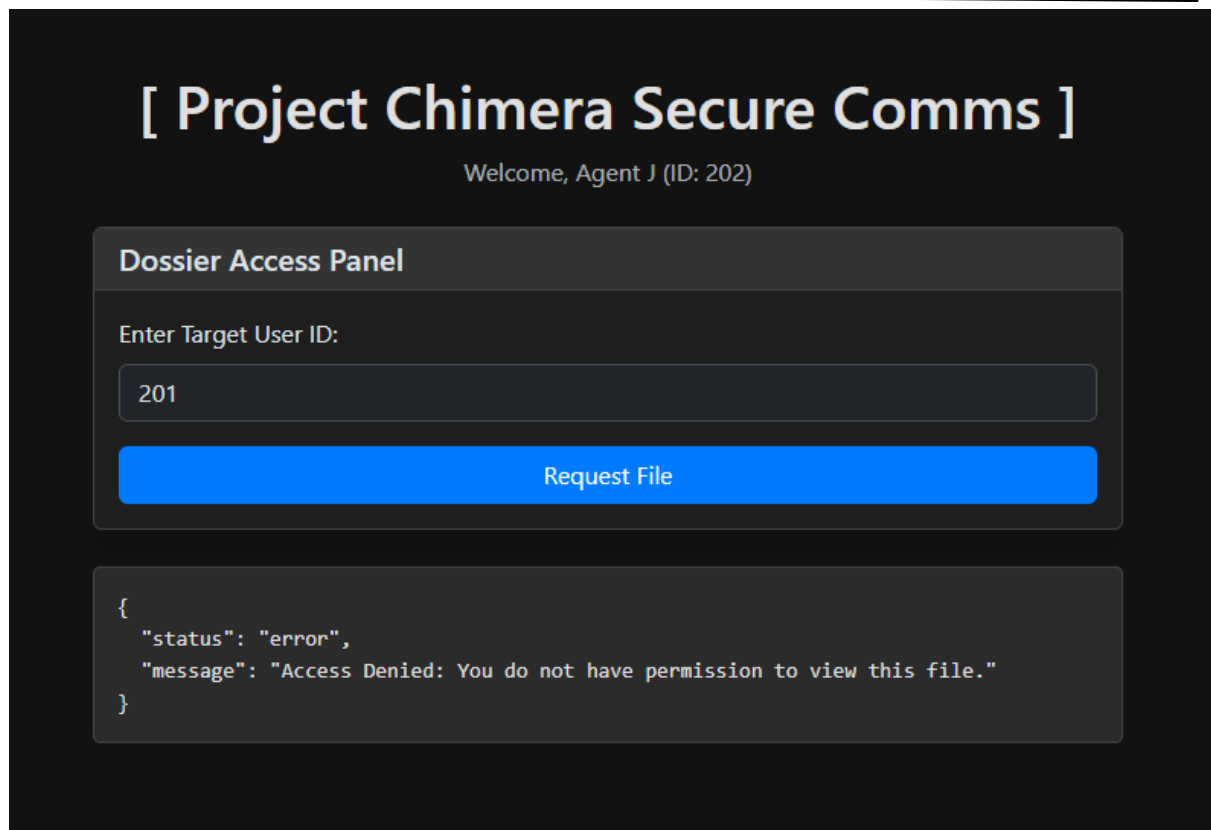 [ Project Chimera Secure Comms ]
Welcome, Agent J (ID: 202)
Dossier Access Panel
Enter Target User ID:
201
Request File
{
"status": "error",
"message": "Access Denied: You do not have permission to view this file."
}